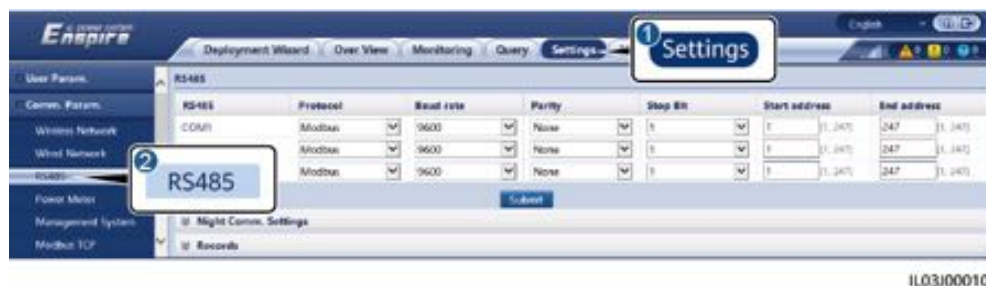 Enspire
English
Deployment Wizard Over View Monitoring Query Settings
1 Settings
User Param. RS485
Comm. Param. RS485 Protocol Baud rate Parity Stop Bit Start address End address
Wireless Network COM1 Modbus 9600 None 1 1 [1, 247] 247 [1, 247]
Wired Network Modbus 9600 None 1 1 [1, 247] 247 [1, 247]
RS485 2 RS485 Modbus 9600 None 1 1 [1, 247] 247 [1, 247]
Power Meter Submit
Management System Night Comm. Settings
Modbus TCP Records
IL03J00010